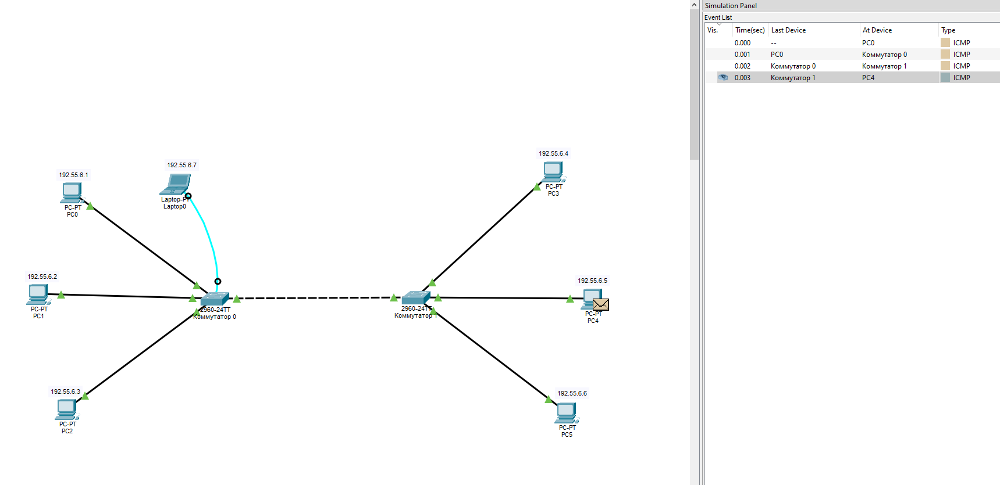 Simulation Panel
Event List
Vis. Time(sec) Last Device At Device Type
0.000 -- PC0 ICMP
0.001 PC0 Коммутатор 0 ICMP
0.002 Коммутатор 0 Коммутатор 1 ICMP
0.003 Коммутатор 1 PC4 ICMP
192.55.6.1
PC-PT
PC0
192.55.6.7
Laptop-PT
Laptop0
192.55.6.4
PC-PT
PC3
192.55.6.2
PC-PT
PC1
2960-24TT
Коммутатор 0
2960-24TT
Коммутатор 1
192.55.6.5
PC-PT
PC4
192.55.6.3
PC-PT
PC2
192.55.6.6
PC-PT
PC5